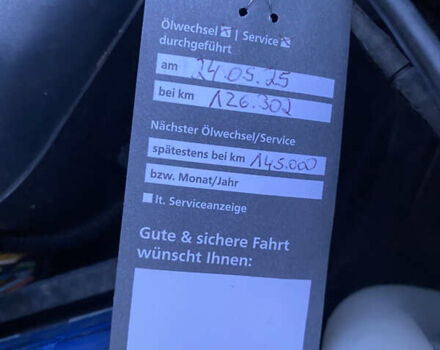 Ölwechsel | Service
durchgeführt
am 24.05.25
bei km 126.302
Nächster Ölwechsel/Service
spätestens bei km 145.000
bzw. Monat/Jahr
lt. Serviceanzeige
Gute & sichere Fahrt
wünscht Ihnen: